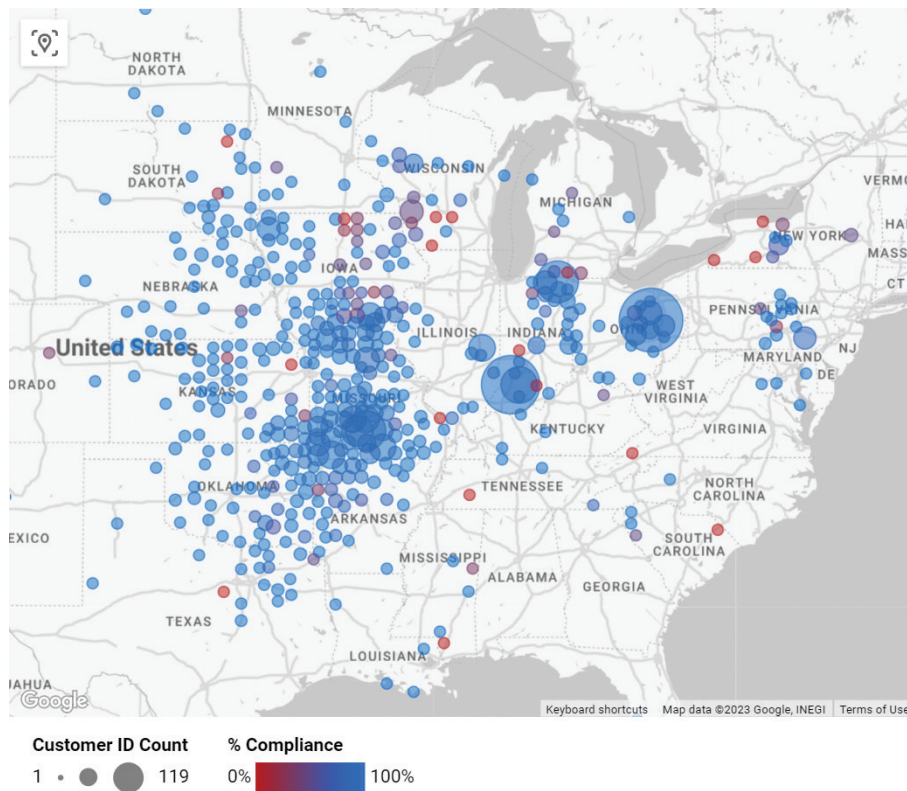 NORTH
DAKOTA
MINNESOTA
SOUTH
DAKOTA
WISCONSIN
MICHIGAN
VERMO
NEW YORK
HA
MASS
CT
IOWA
NEBRASKA
ILLINOIS
INDIANA
OHIO
PENNSYLVANIA
NJ
United States
MARYLAND
DE
ORADO
KANSAS
MISSOURI
WEST
VIRGINIA
KENTUCKY
VIRGINIA
OKLAHOMA
TENNESSEE
NORTH
CAROLINA
ARKANSAS
EXICO
SOUTH
CAROLINA
MISSISSIPPI
ALABAMA
GEORGIA
TEXAS
LOUISIANA
UAHUA
Google
Keyboard shortcuts Map data ©2023 Google, INEGI Terms of Use
Customer ID Count % Compliance
1 119 0% 100%